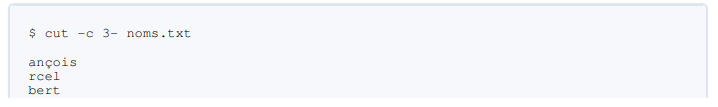 $ cut -c 3- noms.txt
ançois
rcel
bert